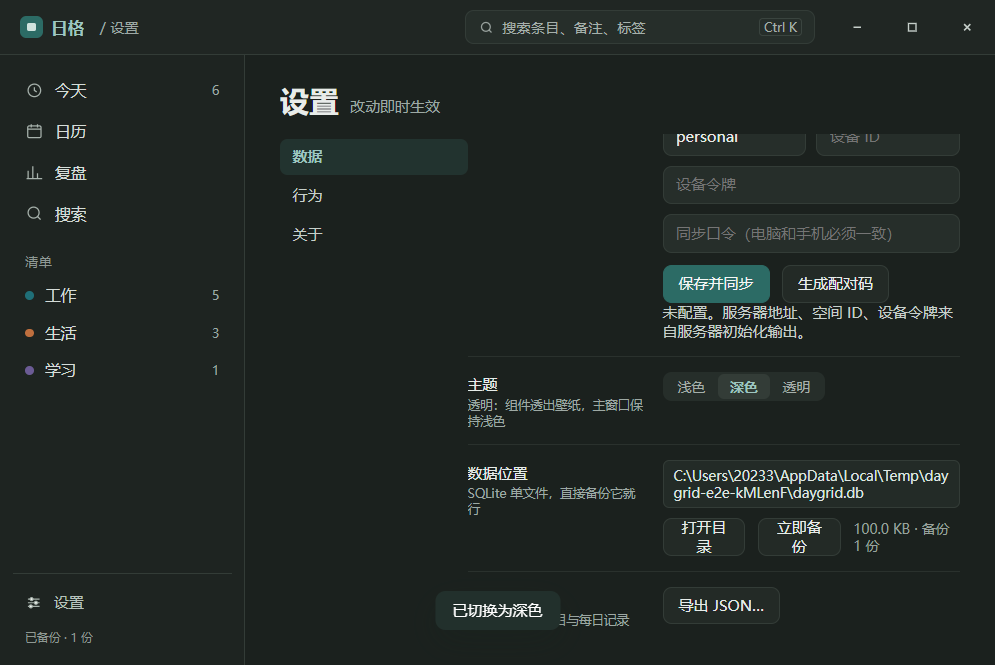 日格 / 设置
搜索条目、备注、标签 Ctrl K
今天 6
日历
复盘
搜索
清单
工作 5
生活 3
学习 1
设置
已备份 · 1 份
设置 改动即时生效
数据
行为
关于
personal 设备 ID
设备令牌
同步口令（电脑和手机必须一致）
保存并同步 生成配对码
未配置。服务器地址、空间 ID、设备令牌来
自服务器初始化输出。
主题
透明：组件透出壁纸，主窗口保
持浅色
浅色 深色 透明
数据位置
SQLite 单文件，直接备份它就
行
C:\Users\20233\AppData\Local\Temp\day
grid-e2e-kMLenF\daygrid.db
打开目
录
立即备
份
100.0 KB · 备份
1 份
已切换为深色
目与每日记录
导出 JSON...